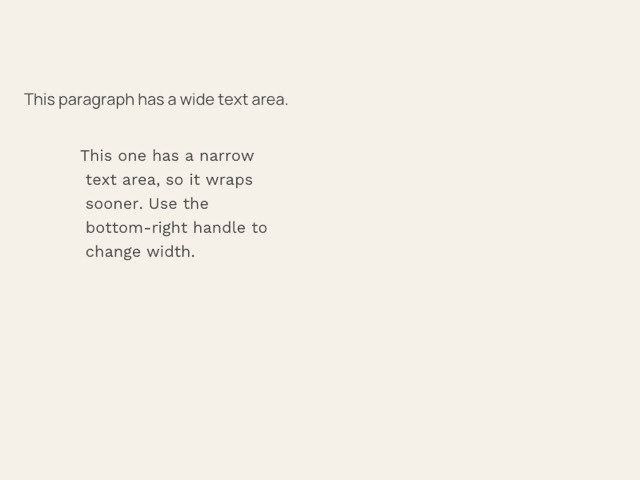 This paragraph has a wide text area.
This one has a narrow
text area, so it wraps
sooner. Use the
bottom-right handle to
change width.